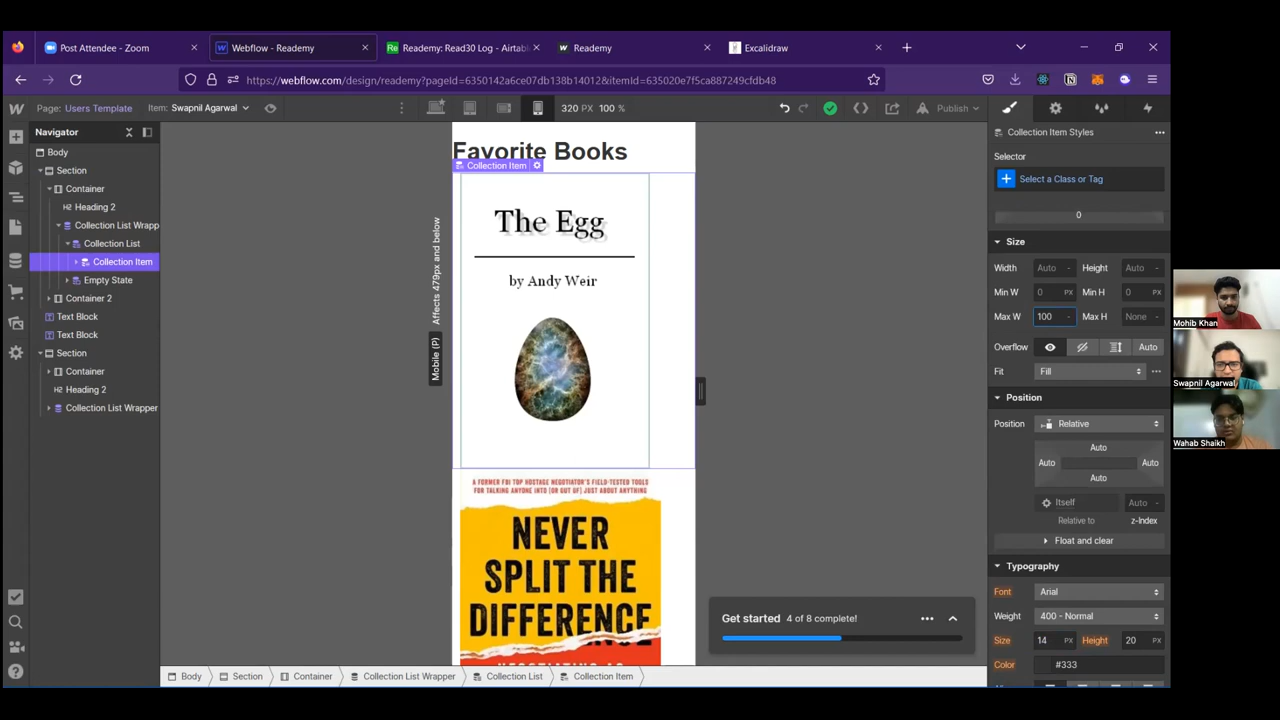 Post Attendee - Zoom
Webflow - Reademy
Reademy: Read30 Log - Airtab
Reademy
Excalidraw
https://webflow.com/design/reademy?pageId=6350142a6ce07db138b14012&itemId=635020e7f5ca887249cfdb48
Page: Users Template
Item: Swapnil Agarwal
320 PX 100 %
Publish
Navigator
Body
Section
Container
H2 Heading 2
Collection List Wrapp
Collection List
Collection Item
Empty State
Container 2
Text Block
Text Block
Section
Container
H2 Heading 2
Collection List Wrapper
Affects 479px and below
Mobile (P)
Favorite Books
Collection Item
The Egg
by Andy Weir
A FORMER FBI TOP HOSTAGE NEGOTIATOR'S FIELD-TESTED TOOLS
FOR TALKING ANYONE INTO (OR OUT OF) JUST ABOUT ANYTHING
NEVER
SPLIT THE
DIFFERENCE
Get started 4 of 8 complete!
Body
Section
Container
Collection List Wrapper
Collection List
Collection Item
Collection Item Styles
Selector
Select a Class or Tag
0
Size
Width Auto - Height Auto -
Min W 0 PX Min H 0 PX
Max W 100 - Max H None -
Overflow Auto
Fit Fill
Position
Position Relative
Auto
Auto Auto
Auto
Itself Auto -
Relative to z-Index
Float and clear
Typography
Font Arial
Weight 400 - Normal
Size 14 PX Height 20 PX
Color #333
Mohib Khan
Swapnil Agarwal
Wahab Shaikh